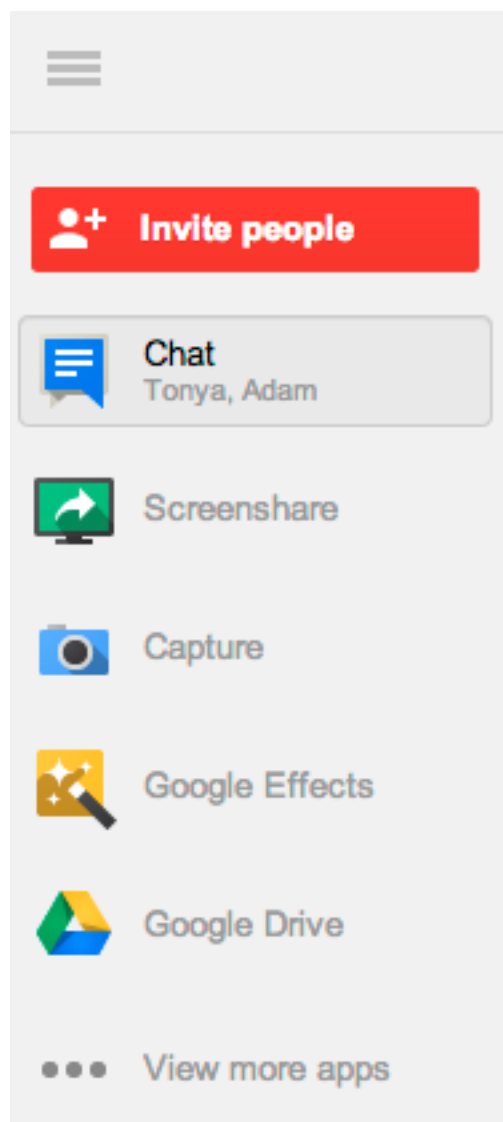 Invite people
Chat
Tonya, Adam
Screenshare
Capture
Google Effects
Google Drive
View more apps